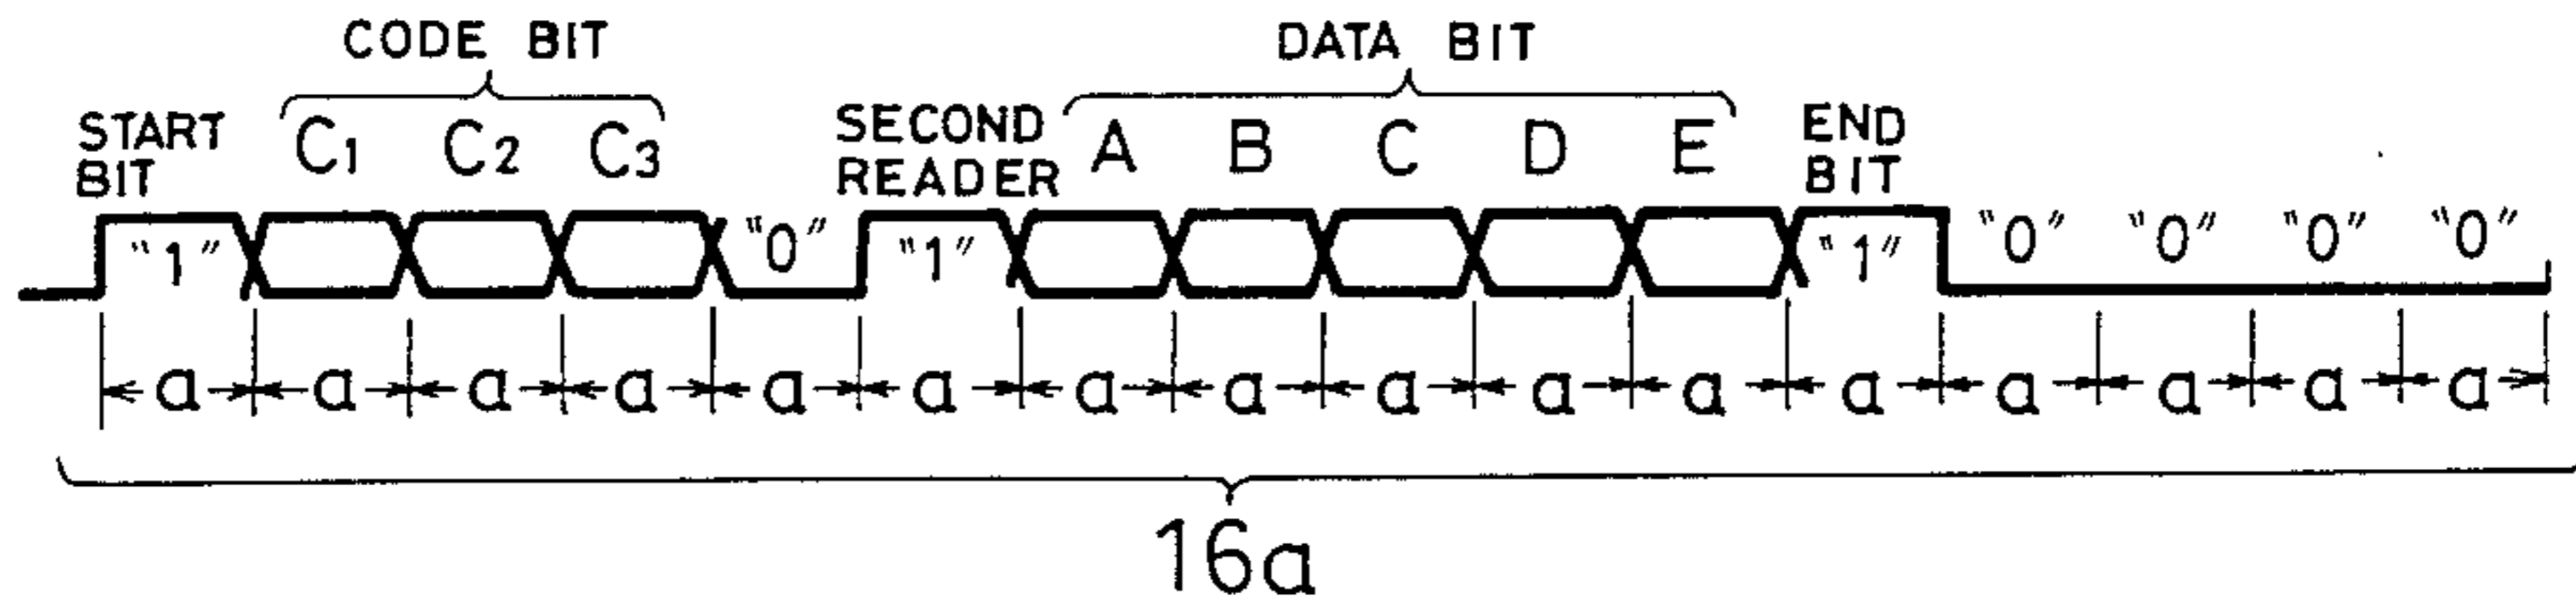 CODE BIT
DATA BIT
START BIT
C1 C2 C3
SECOND READER
A B C D E
END BIT
"1" "0" "1" "1" "0" "0" "0" "0"
a a a a a a a a a a a a a a a a
16a